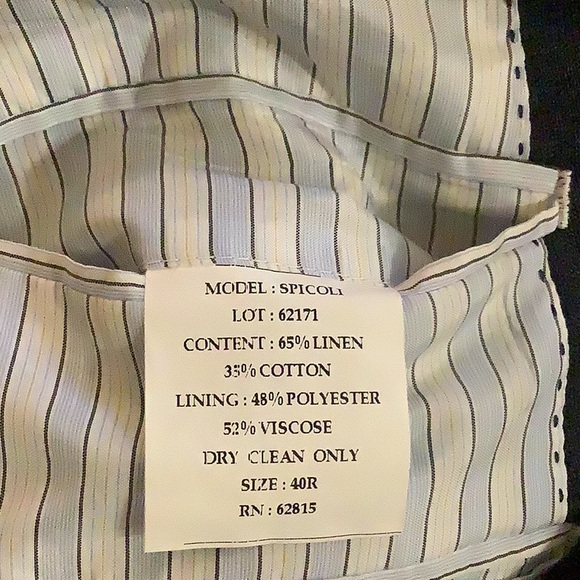 MODEL : SPICOLI
LOT : 62171
CONTENT : 65% LINEN
35% COTTON
LINING : 48% POLYESTER
52% VISCOSE
DRY CLEAN ONLY
SIZE : 40R
RN : 62815